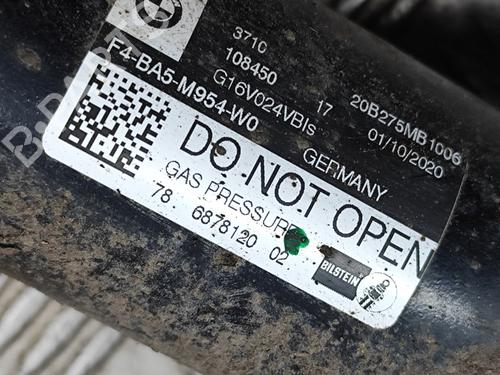 3710
108450
17
20B275MB1006
G16V024VBIs
01/10/2020
F4-BA5-M954-W0
GERMANY
DO NOT OPEN
GAS PRESSURE
78 6878120 02
BILSTEIN
B-PARTS